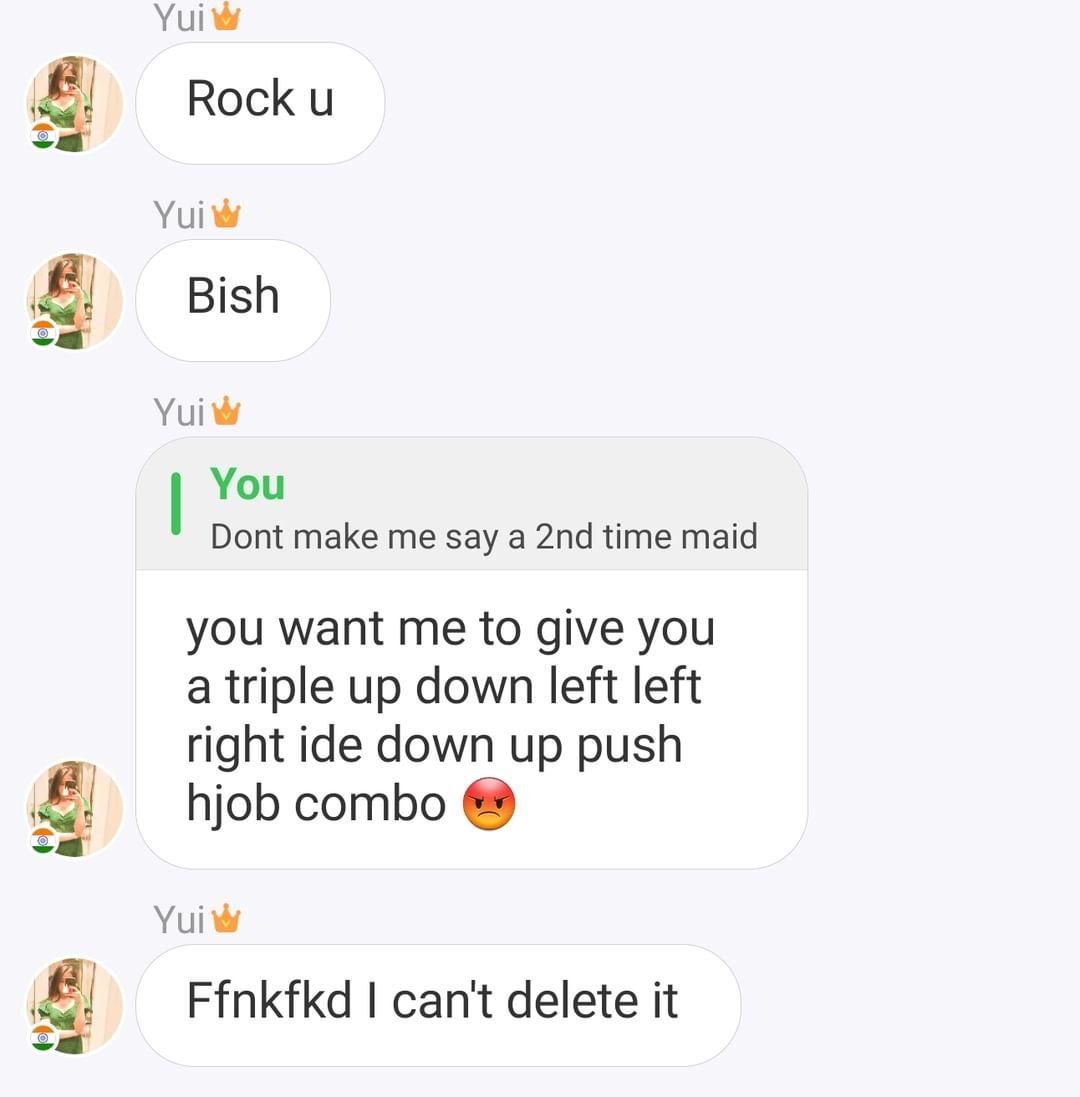 Yui
Rock u
Yui
Bish
Yui
You
Dont make me say a 2nd time maid
you want me to give you
a triple up down left left
right ide down up push
hjob combo 😡
Yui
Ffnkfkd I can't delete it